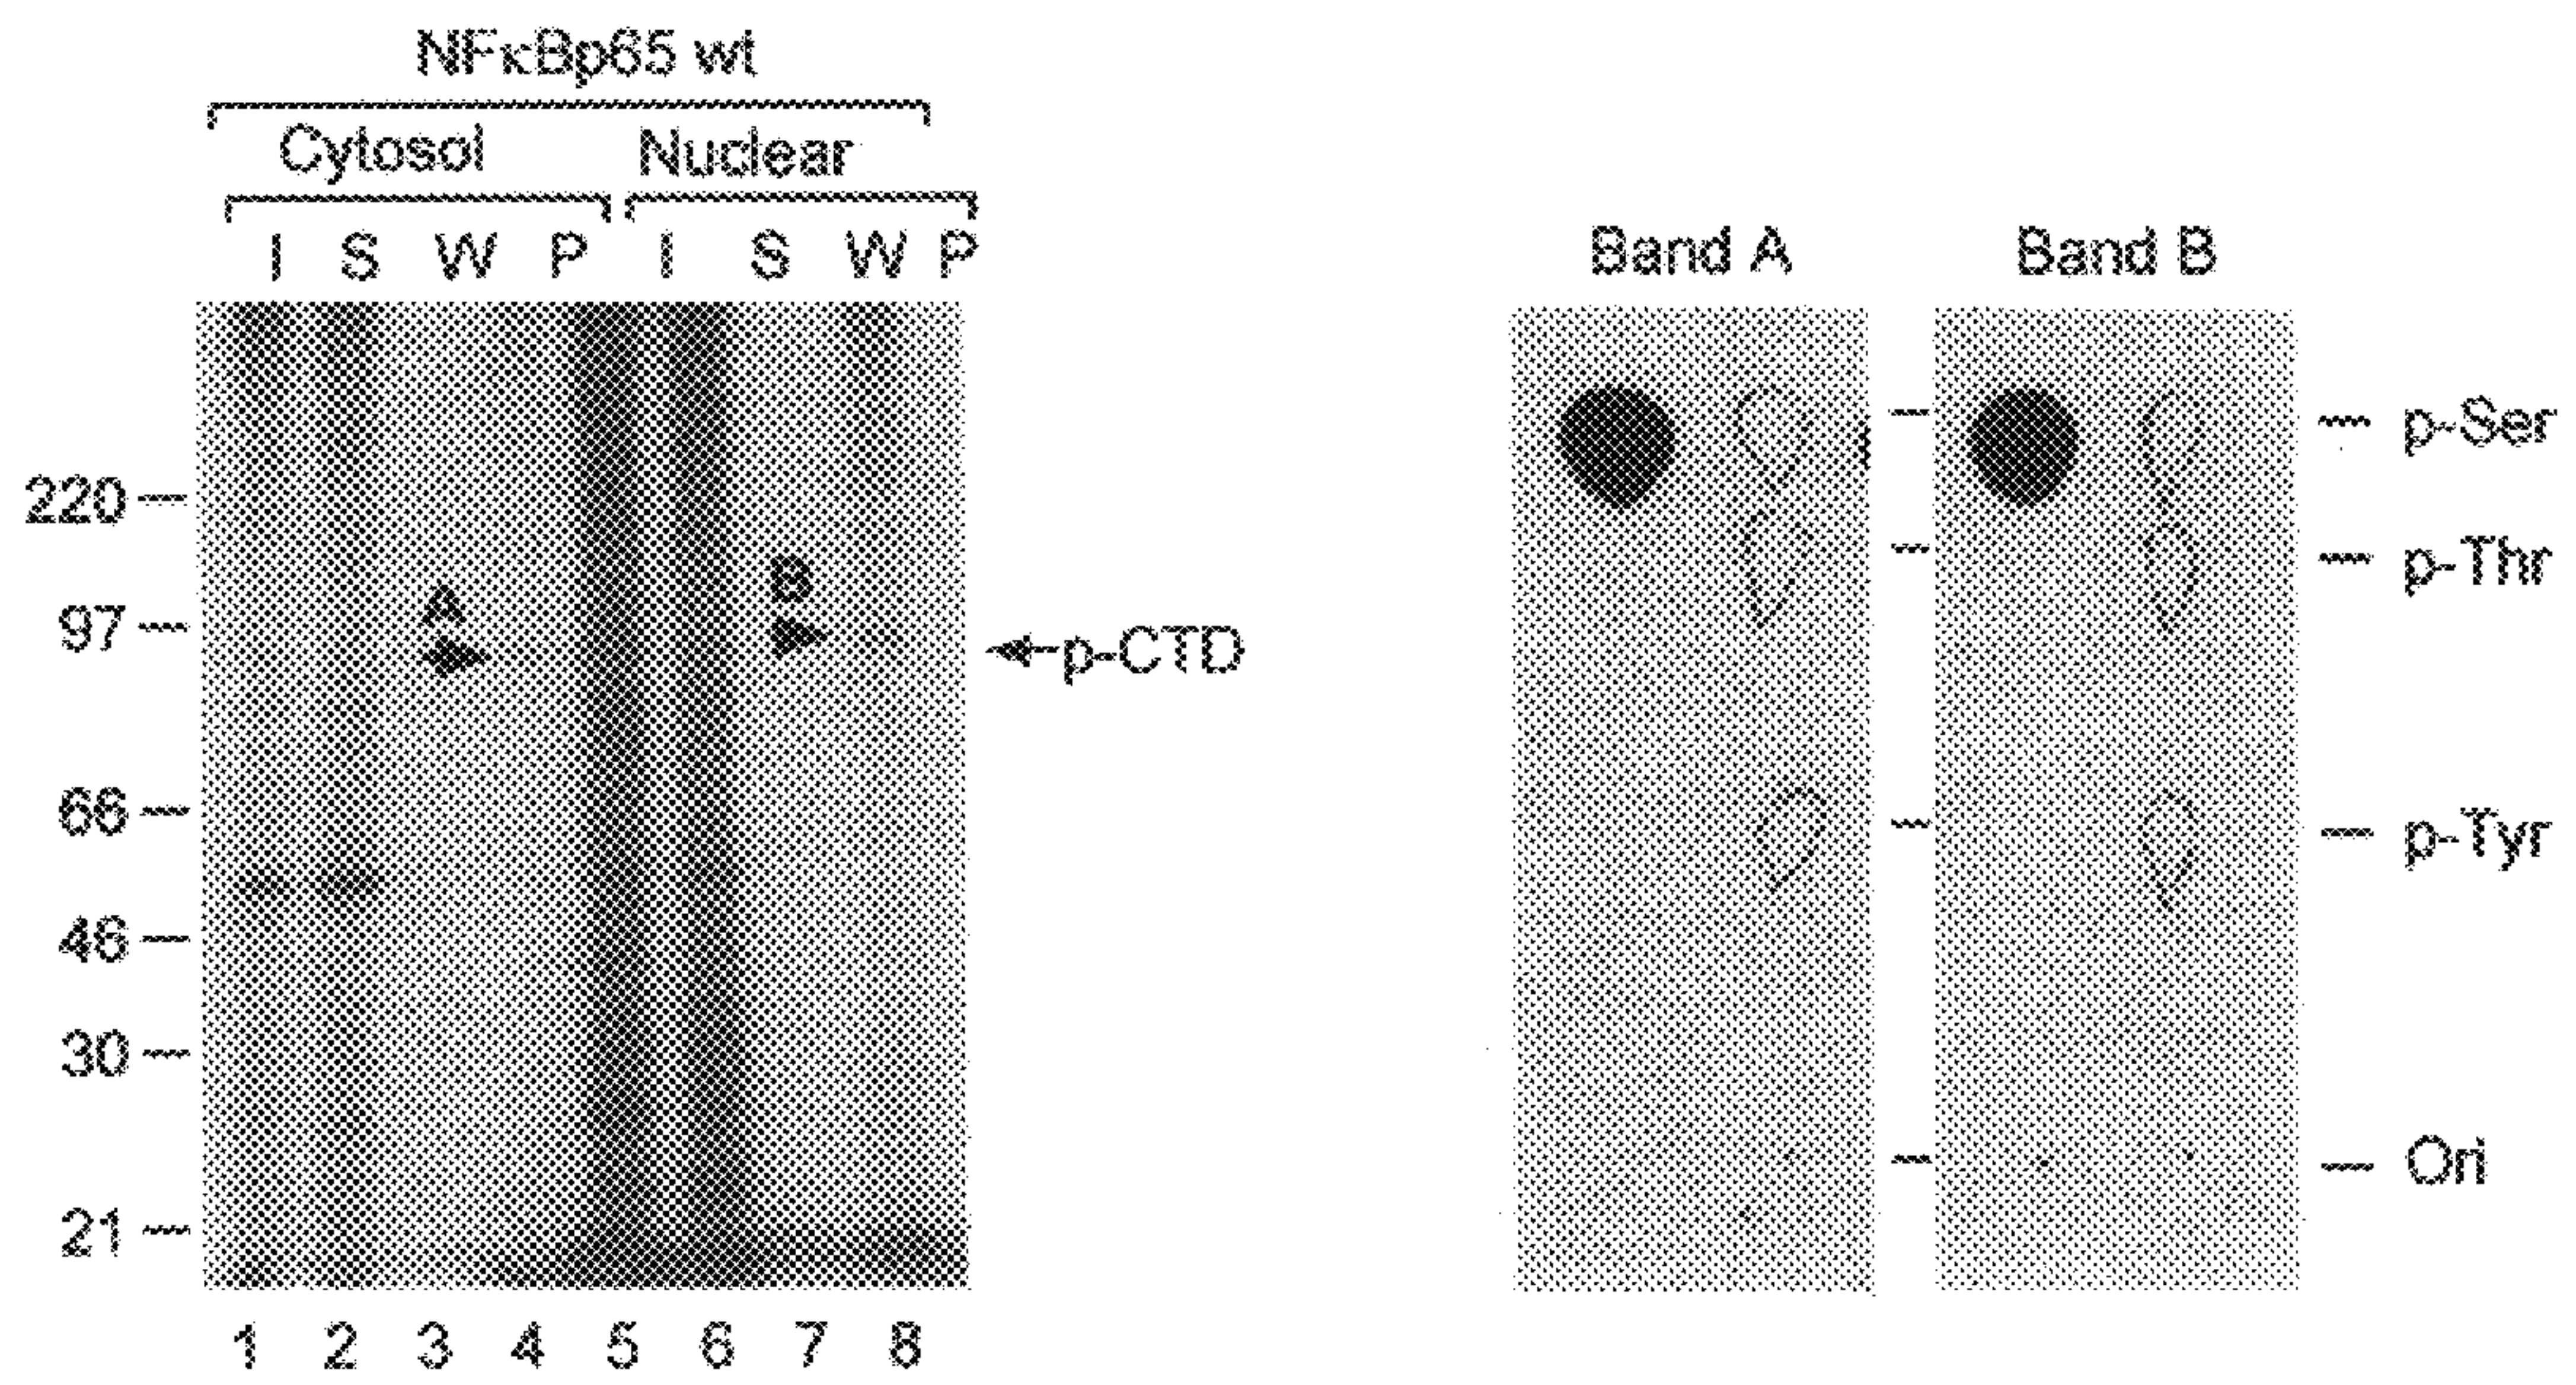 NFκBp65 wt
Cytosol Nuclear
I S W P I S W P
Band A Band B
220
97
66
46
30
21
A
B
p-CTD
p-Ser
p-Thr
p-Tyr
Ori
1 2 3 4 5 6 7 8